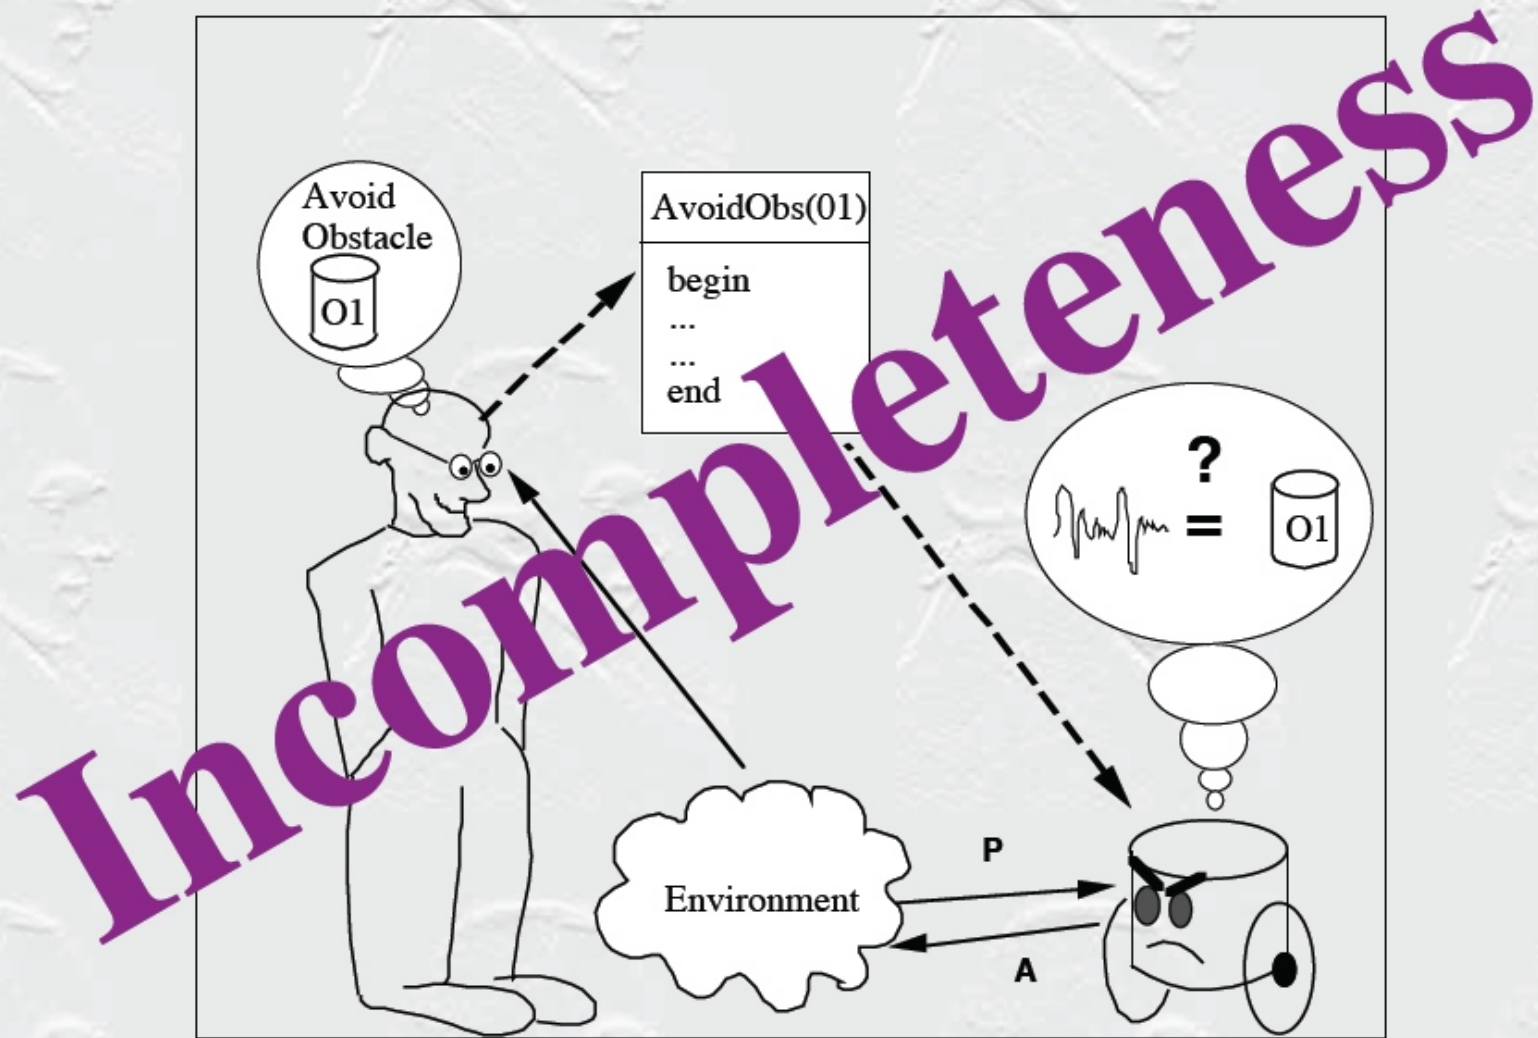 Incompleteness
Avoid
Obstacle
O1
AvoidObs(01)
begin
...
...
end
?
=
O1
Environment
P
A